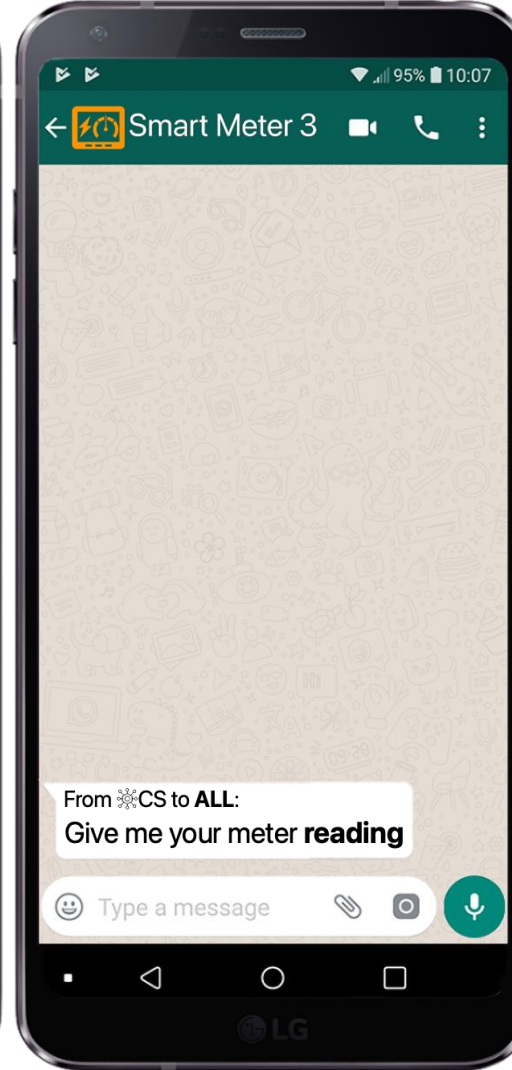 95% 10:07
Smart Meter 3
From CS to ALL:
Give me your meter reading
Type a message
LG